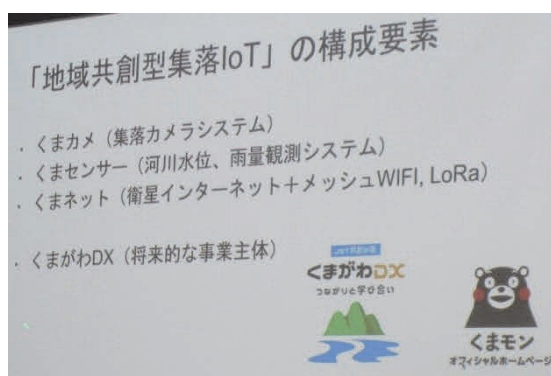 「地域共創型集落IoT」の構成要素
・くまカメ（集落カメラシステム）
・くまセンサー（河川水位、雨量観測システム）
・くまネット（衛星インターネット＋メッシュWIFI, LoRa）
・くまがわDX（将来的な事業主体）
くまがわDX
つながりと学び合い
くまモン
オフィシャルホームページ